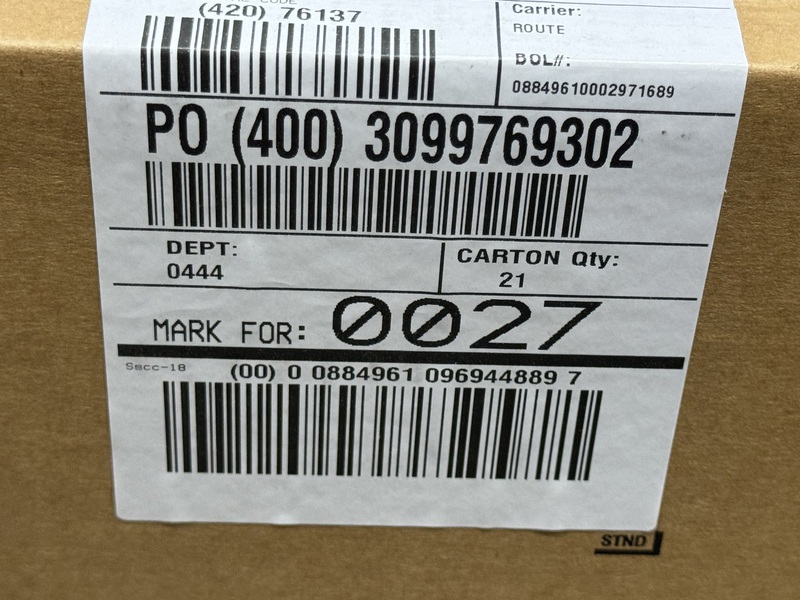 (420) 76137
Carrier:
ROUTE
BOL#:
08849610002971689
PO (400) 3099769302
DEPT:
0444
CARTON Qty:
21
MARK FOR: 0027
Sscc-18
(00) 0 0884961 096944889 7
STND